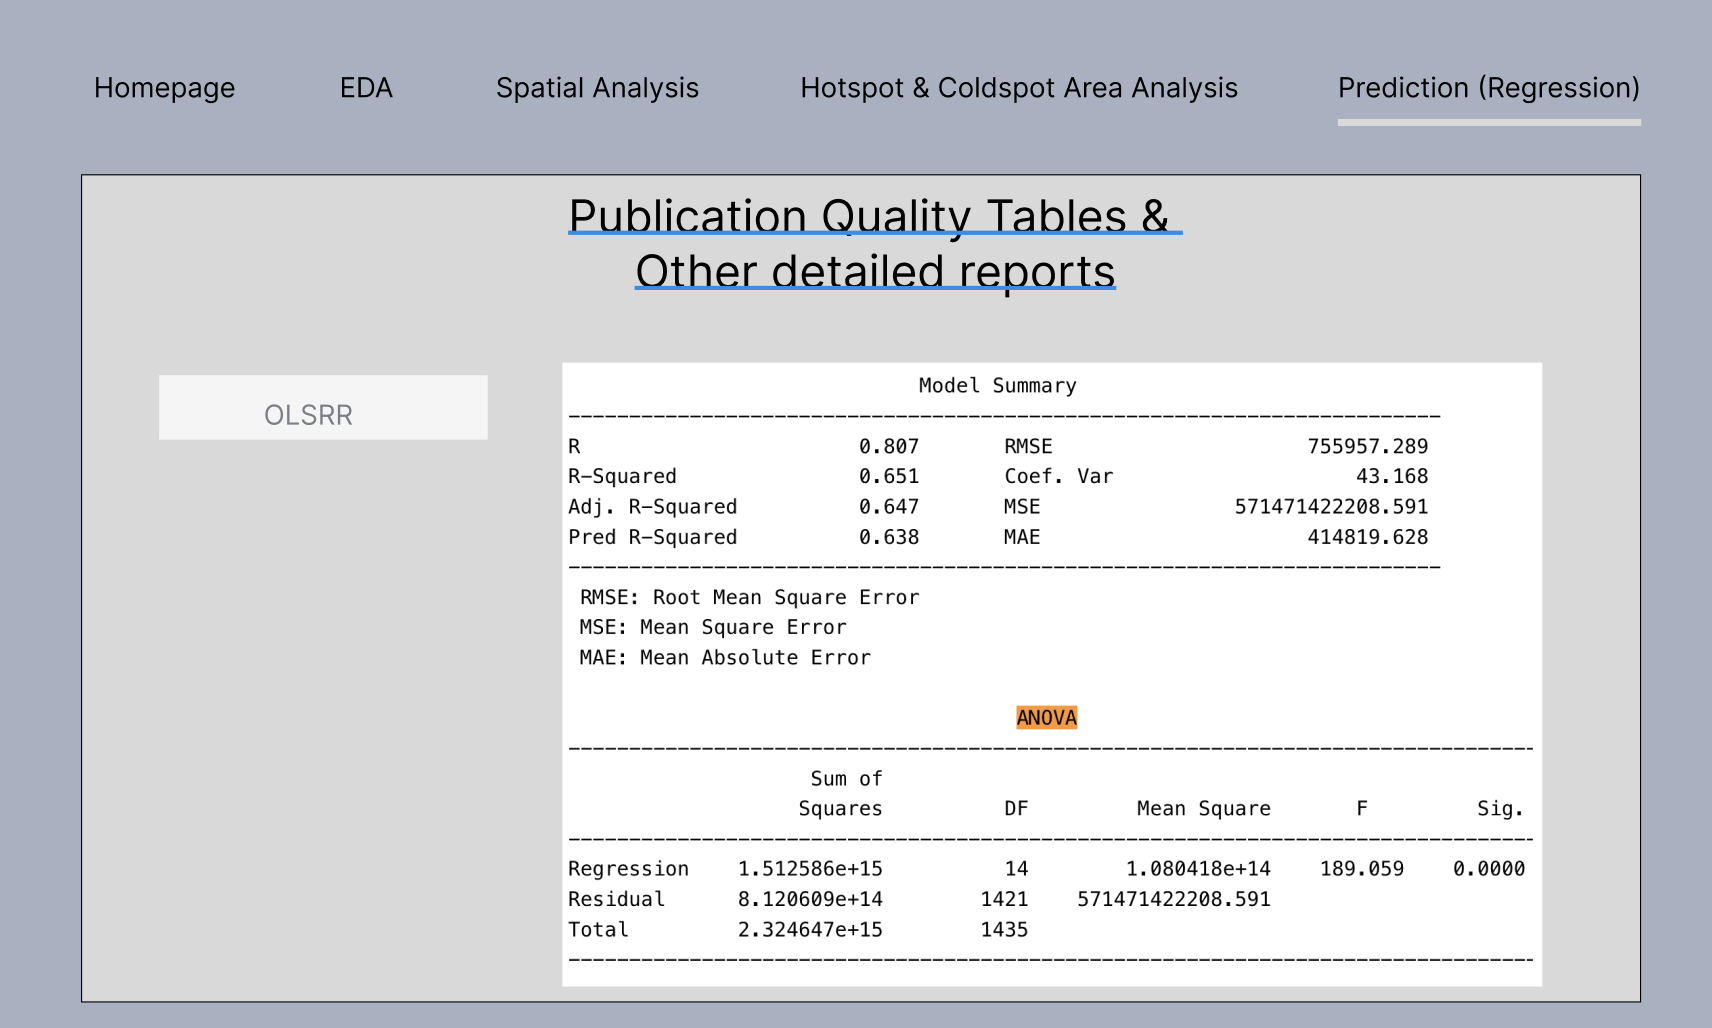 Homepage EDA Spatial Analysis Hotspot & Coldspot Area Analysis Prediction (Regression)
Publication Quality Tables &
Other detailed reports
OLSRR
Model Summary
R 0.807 RMSE 755957.289
R-Squared 0.651 Coef. Var 43.168
Adj. R-Squared 0.647 MSE 571471422208.591
Pred R-Squared 0.638 MAE 414819.628
RMSE: Root Mean Square Error
MSE: Mean Square Error
MAE: Mean Absolute Error
ANOVA
Sum of
Squares DF Mean Square F Sig.
Regression 1.512586e+15 14 1.080418e+14 189.059 0.0000
Residual 8.120609e+14 1421 571471422208.591
Total 2.324647e+15 1435